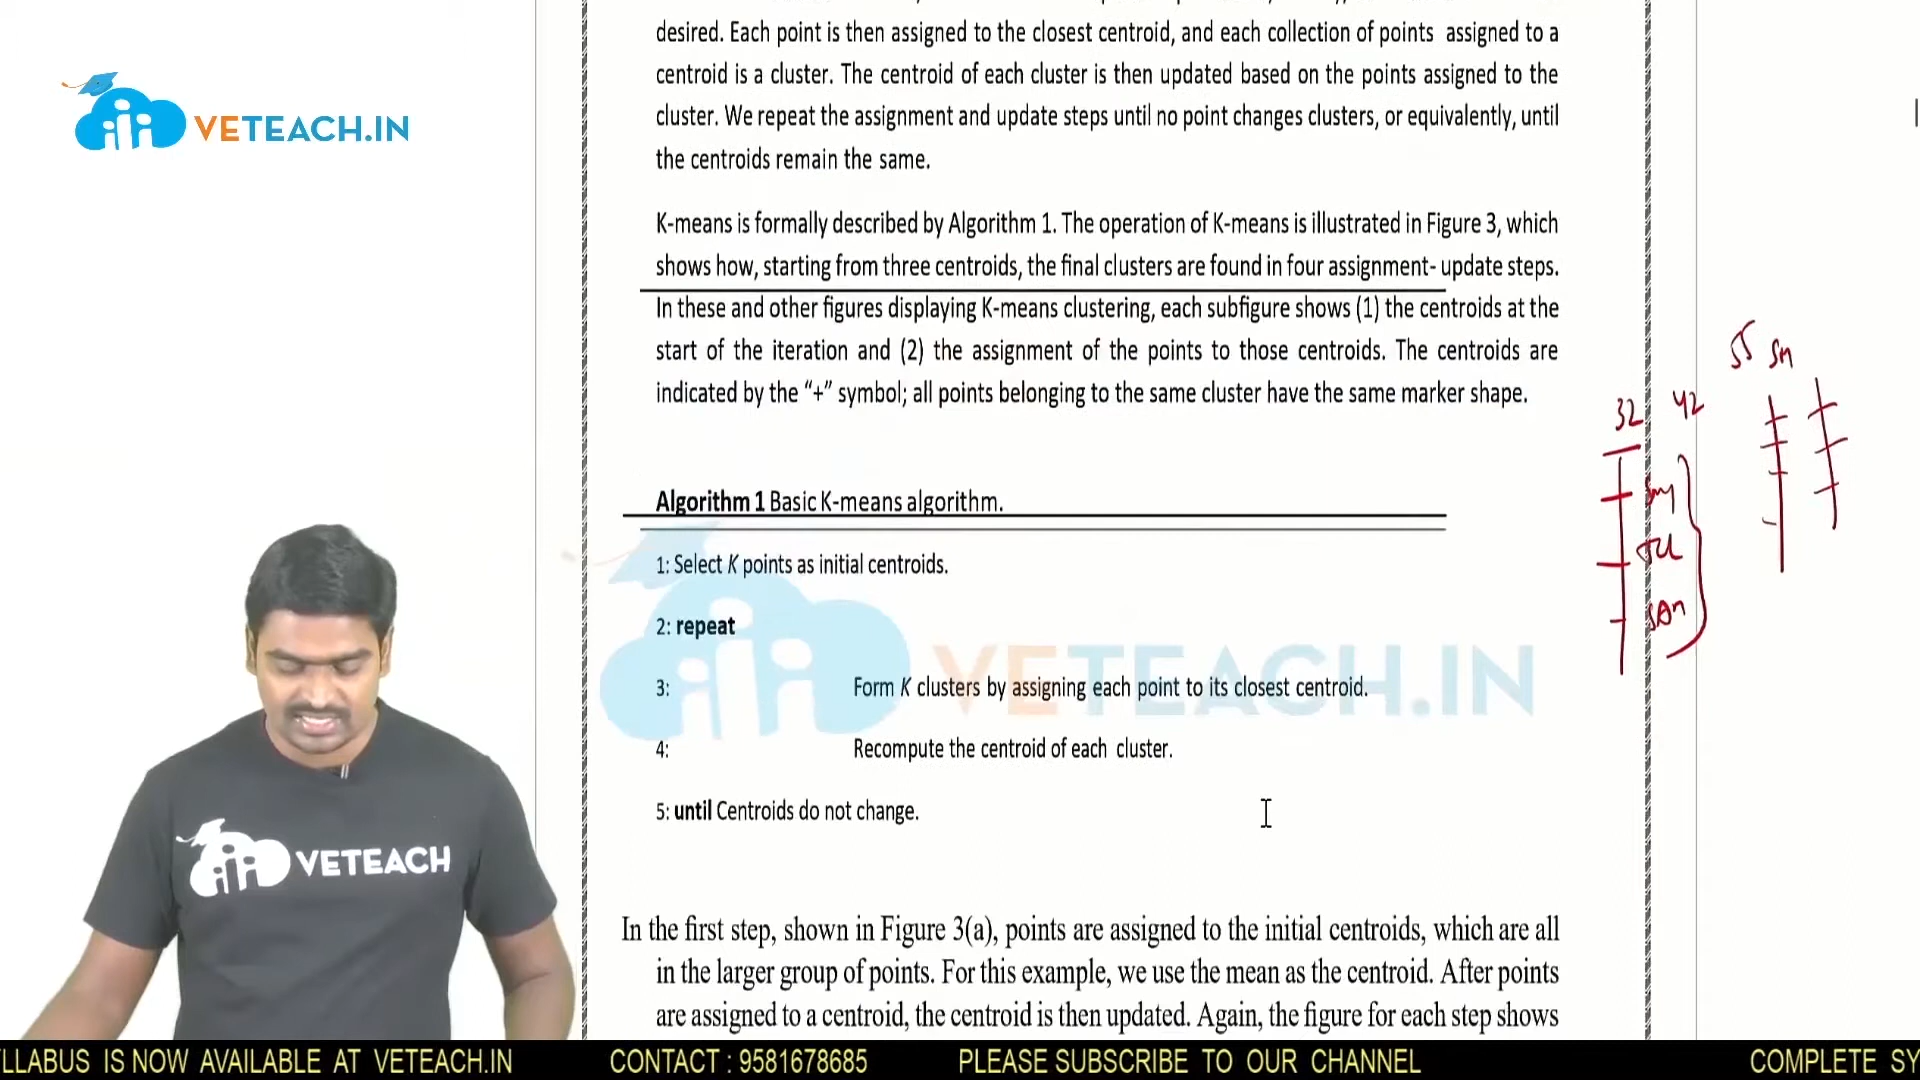 desired. Each point is then assigned to the closest centroid, and each collection of points assigned to a
centroid is a cluster. The centroid of each cluster is then updated based on the points assigned to the
cluster. We repeat the assignment and update steps until no point changes clusters, or equivalently, until
the centroids remain the same.
VETEACH.IN
K-means is formally described by Algorithm 1. The operation of K-means is illustrated in Figure 3, which
shows how, starting from three centroids, the final clusters are found in four assignment- update steps.
In these and other figures displaying K-means clustering, each subfigure shows (1) the centroids at the
start of the iteration and (2) the assignment of the points to those centroids. The centroids are
indicated by the “+” symbol; all points belonging to the same cluster have the same marker shape.
32 42
Algorithm 1 Basic K-means algorithm.
1: Select K points as initial centroids.
2: repeat
3: Form K clusters by assigning each point to its closest centroid.
4: Recompute the centroid of each cluster.
5: until Centroids do not change.
VETEACH.IN
VETEACH
In the first step, shown in Figure 3(a), points are assigned to the initial centroids, which are all
in the larger group of points. For this example, we use the mean as the centroid. After points
are assigned to a centroid, the centroid is then updated. Again, the figure for each step shows
LLABUS IS NOW AVAILABLE AT VETEACH.IN CONTACT : 9581678685 PLEASE SUBSCRIBE TO OUR CHANNEL COMPLETE SY